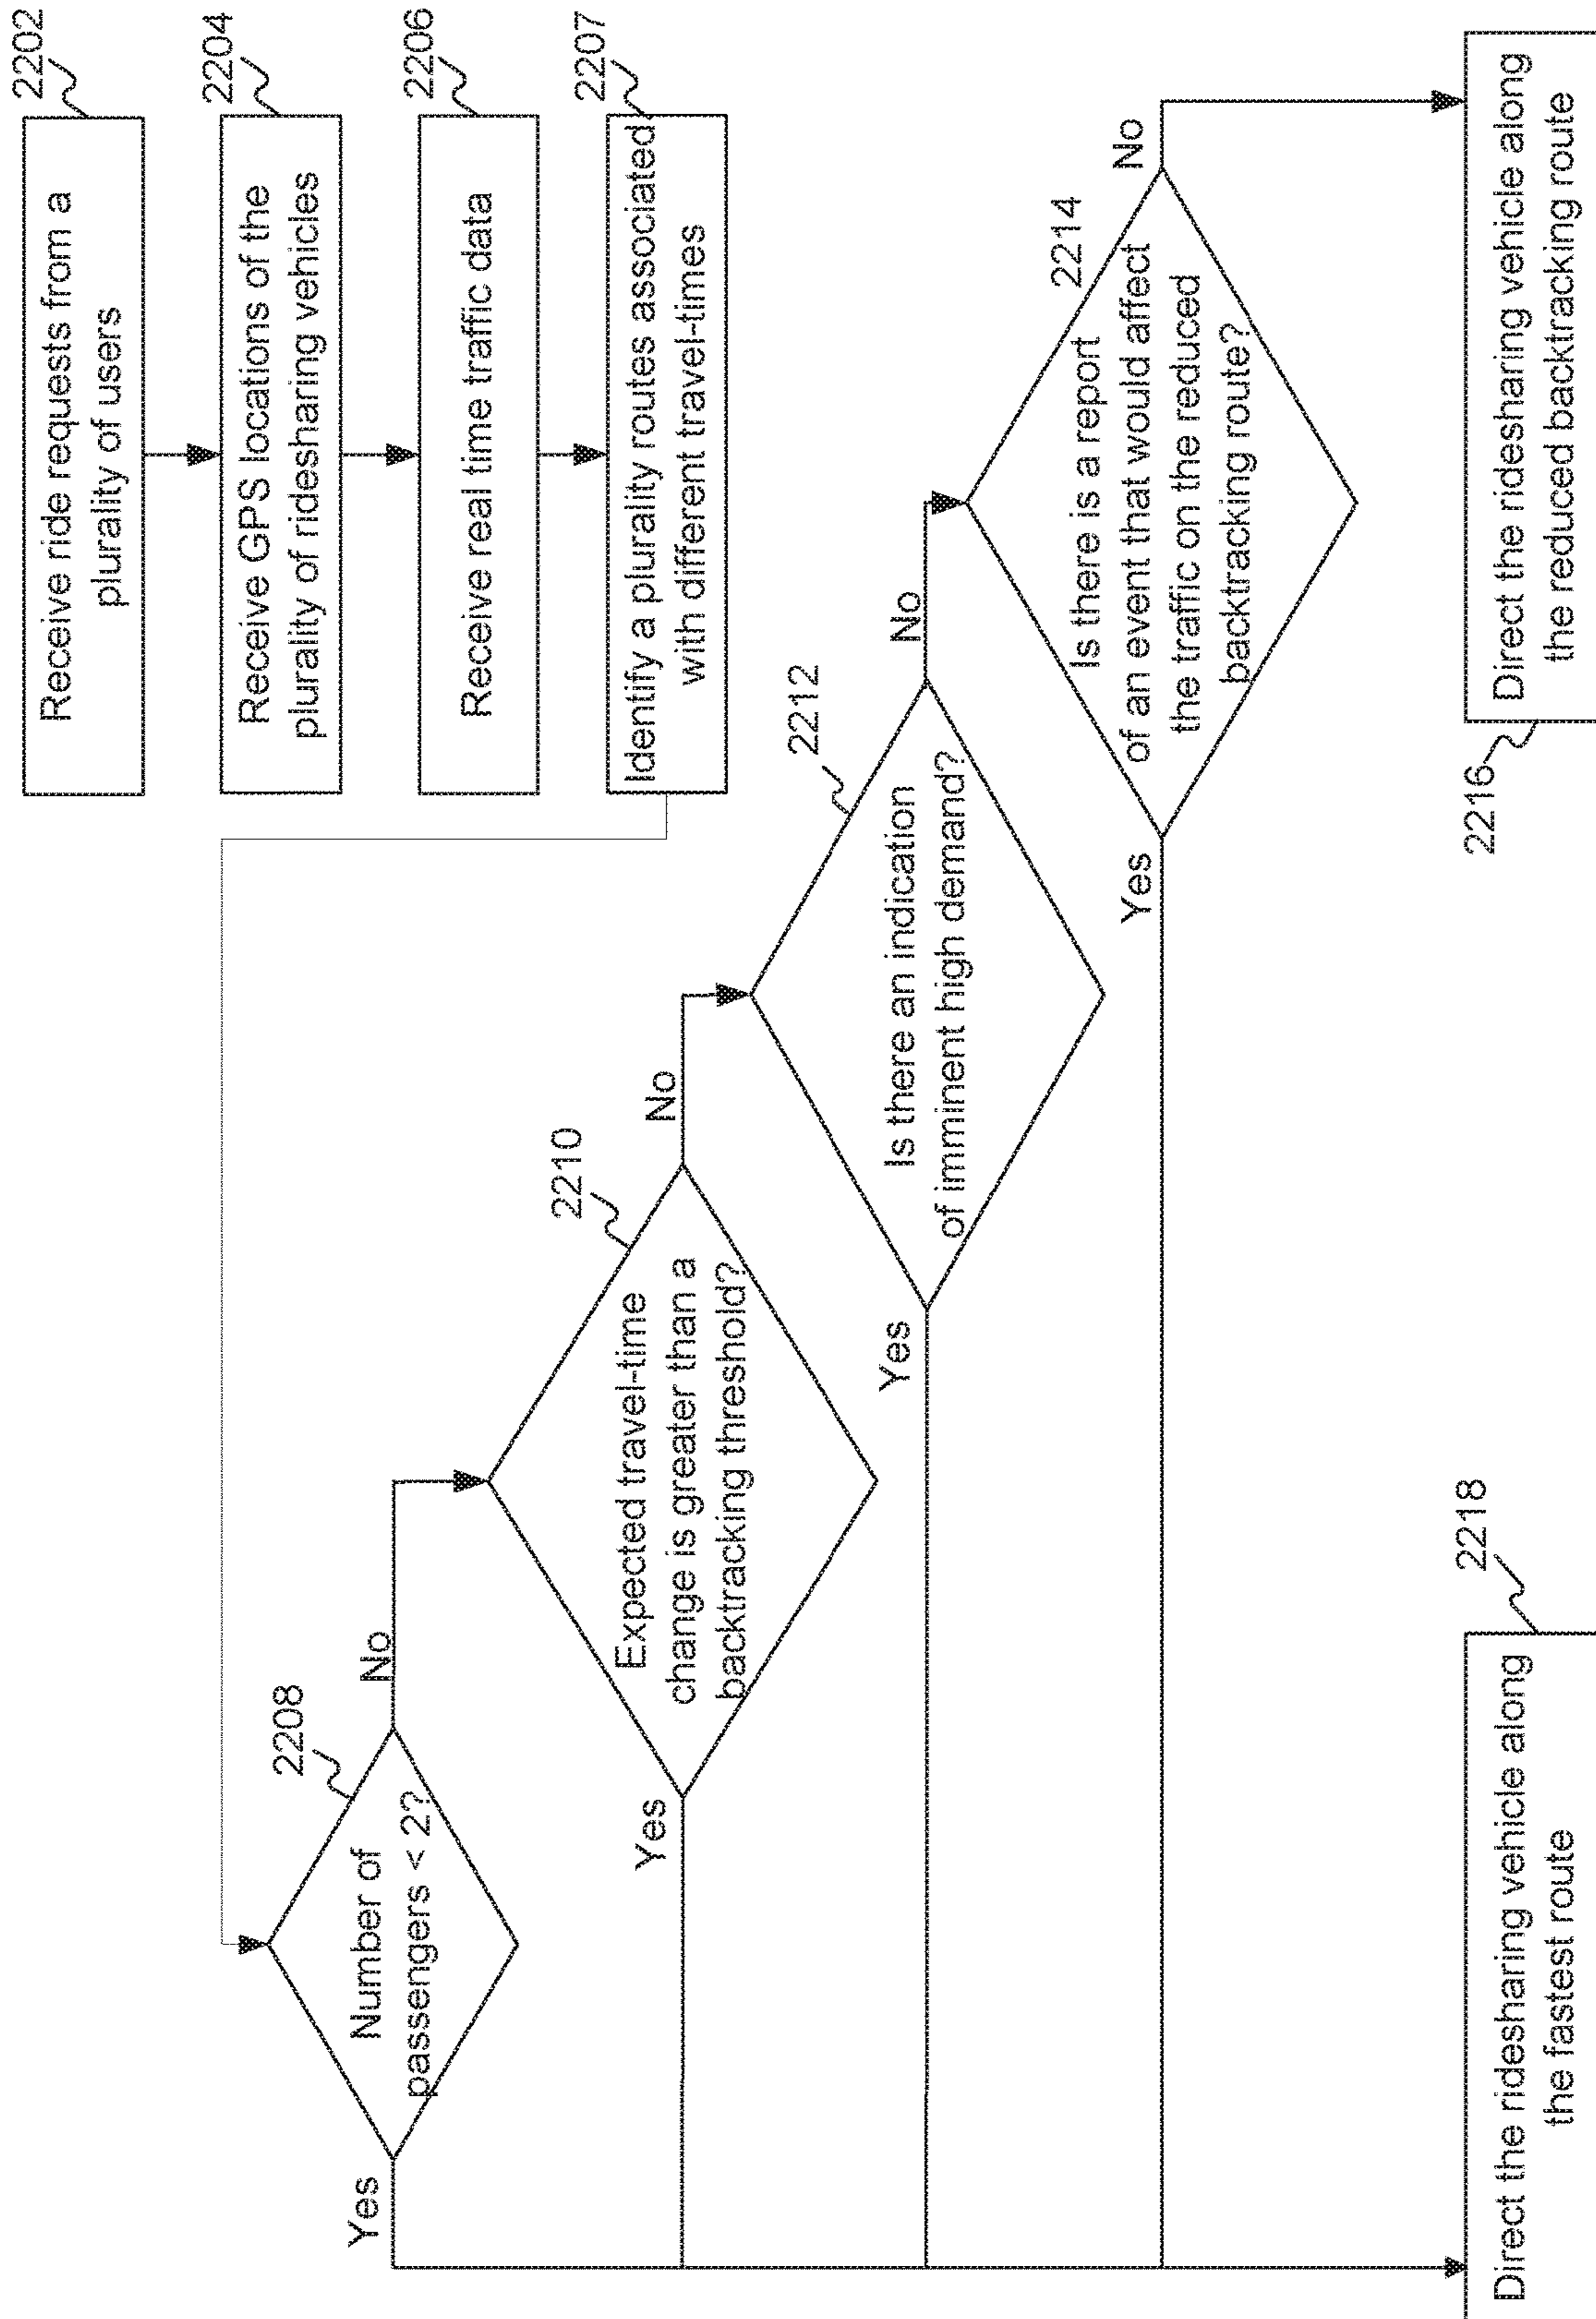 2202
Receive ride requests from a
plurality of users
2204
Receive GPS locations of the
plurality of ridesharing vehicles
2206
Receive real time traffic data
2207
Identify a plurality routes associated
with different travel-times
2208
Number of
passengers < 2?
Yes
No
2210
Expected travel-time
change is greater than a
backtracking threshold?
Yes
No
2212
Is there an indication
of imminent high demand?
Yes
No
2214
Is there is a report
of an event that would affect
the traffic on the reduced
backtracking route?
Yes
No
2218
Direct the ridesharing vehicle along
the fastest route
2216
Direct the ridesharing vehicle along
the reduced backtracking route